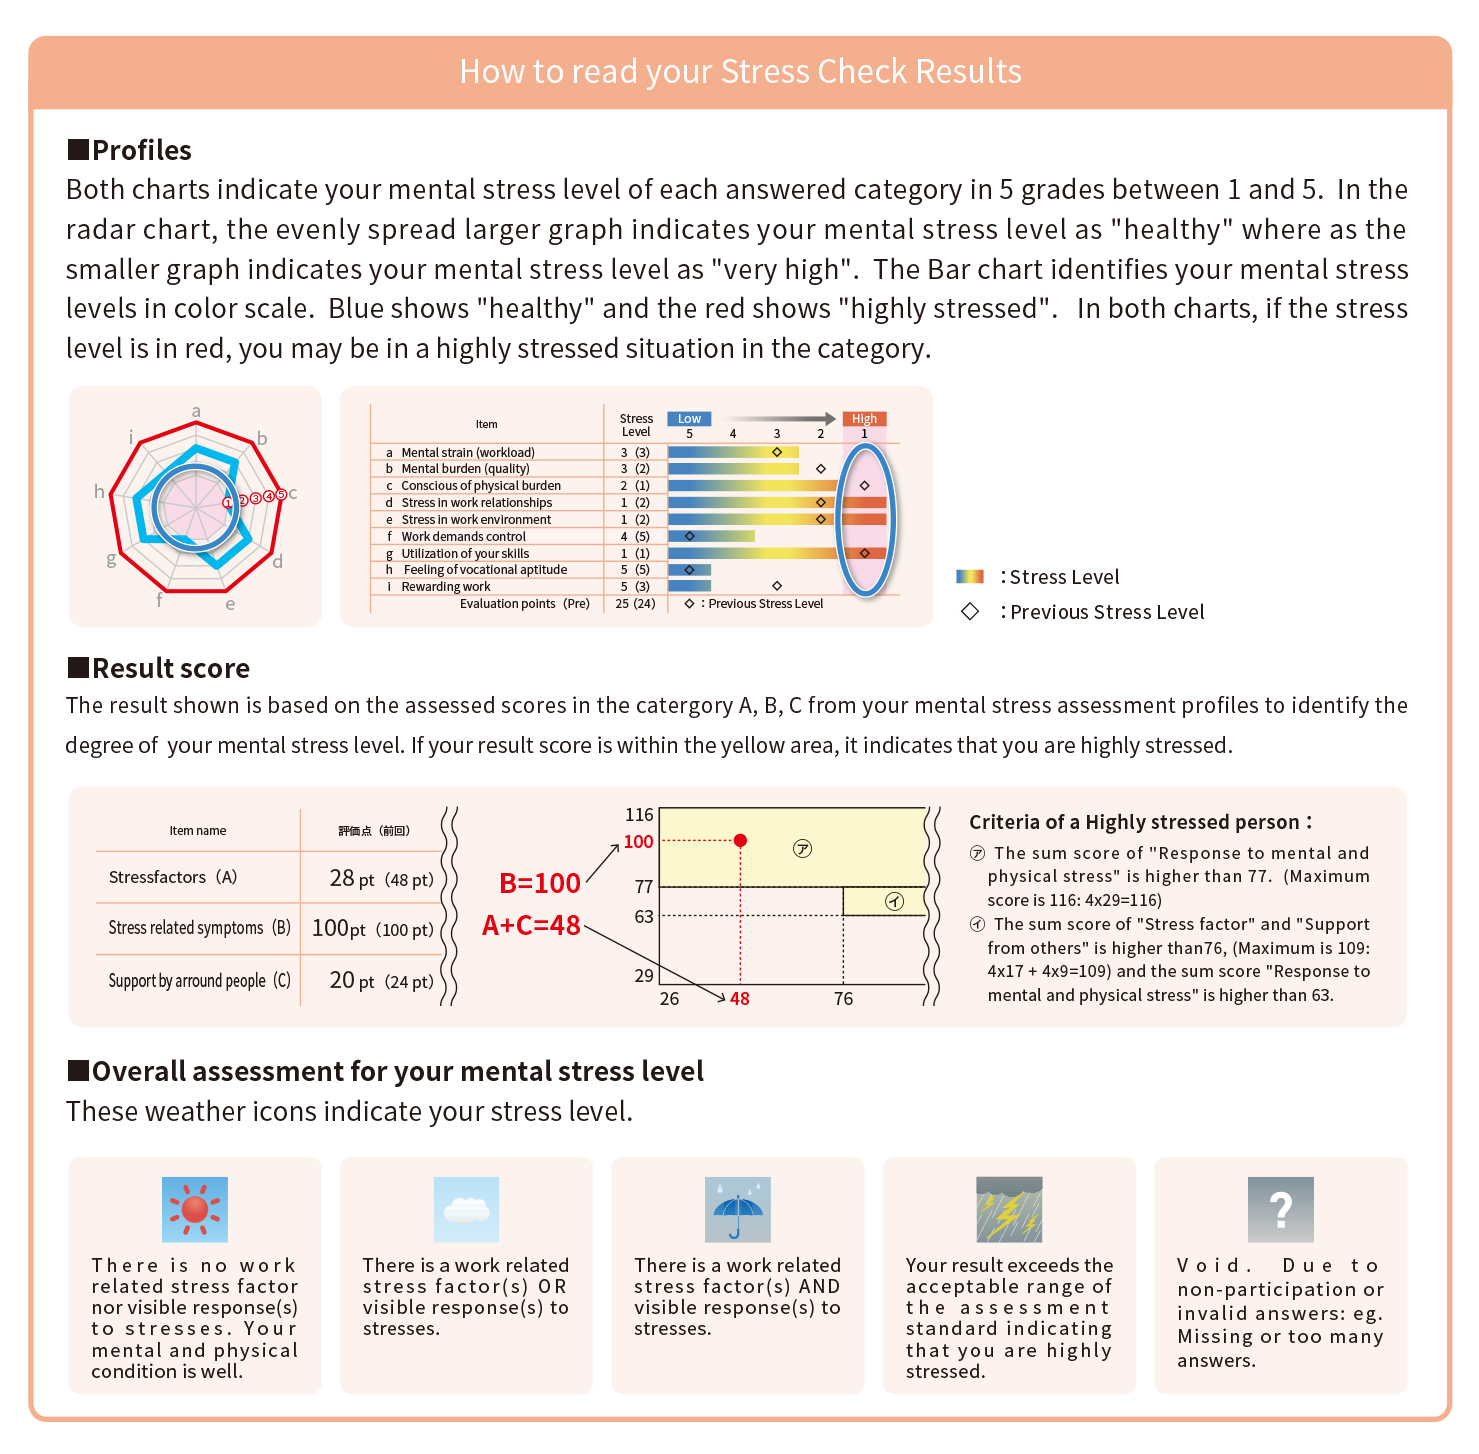 How to read your Stress Check Results
■Profiles
Both charts indicate your mental stress level of each answered category in 5 grades between 1 and 5. In the
radar chart, the evenly spread larger graph indicates your mental stress level as "healthy" where as the
smaller graph indicates your mental stress level as "very high". The Bar chart identifies your mental stress
levels in color scale. Blue shows "healthy" and the red shows "highly stressed". In both charts, if the stress
level is in red, you may be in a highly stressed situation in the category.
a
b
c
d
e
f
g
h
i
① ② ③ ④ ⑤
Item Stress Level Low High
5 4 3 2 1
a Mental strain (workload) 3 (3)
b Mental burden (quality) 3 (2)
c Conscious of physical burden 2 (1)
d Stress in work relationships 1 (2)
e Stress in work environment 1 (2)
f Work demands control 4 (5)
g Utilization of your skills 1 (1)
h Feeling of vocational aptitude 5 (5)
i Rewarding work 5 (3)
Evaluation points (Pre) 25 (24) ◇：Previous Stress Level
：Stress Level
◇ ：Previous Stress Level
■Result score
The result shown is based on the assessed scores in the catergory A, B, C from your mental stress assessment profiles to identify the
degree of your mental stress level. If your result score is within the yellow area, it indicates that you are highly stressed.
Item name 評価点（前回）
Stressfactors（A） 28 pt（48 pt）
Stress related symptoms（B） 100pt（100 pt）
Support by arround people（C） 20 pt（24 pt）
B=100
A+C=48
116
100
77
63
29
26 48 76
㋐
㋑
Criteria of a Highly stressed person：
㋐ The sum score of "Response to mental and
physical stress" is higher than 77. (Maximum
score is 116: 4x29=116)
㋑ The sum score of "Stress factor" and "Support
from others" is higher than76, (Maximum is 109:
4x17 + 4x9=109) and the sum score "Response to
mental and physical stress" is higher than 63.
■Overall assessment for your mental stress level
These weather icons indicate your stress level.
There is no work
related stress factor
nor visible response(s)
to stresses. Your
mental and physical
condition is well.
There is a work related
stress factor(s) OR
visible response(s) to
stresses.
There is a work related
stress factor(s) AND
visible response(s) to
stresses.
Your result exceeds the
acceptable range of
the assessment
standard indicating
that you are highly
stressed.
?
Void. Due to
non-participation or
invalid answers: eg.
Missing or too many
answers.